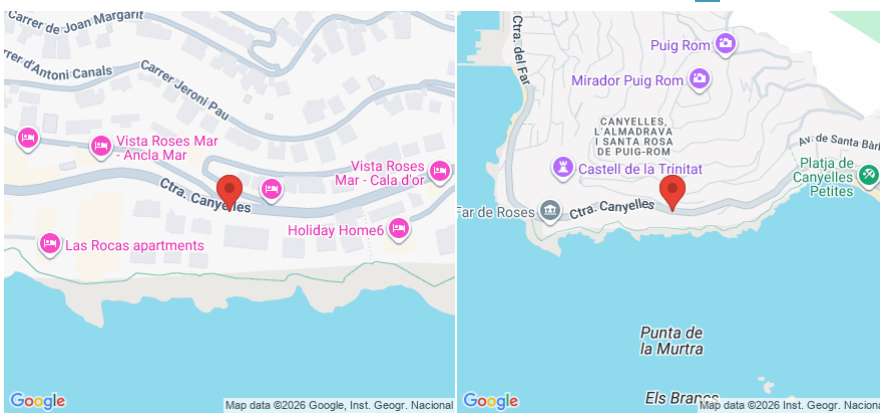 Carrer de Joan Margarit
Carrer d'Antoni Canals
Carrer Jeroni Pau
Vista Roses Mar
- Ancla Mar
Vista Roses
Mar - Cala d'or
Ctra. Canyelles
Holiday Home6
Las Rocas apartments
Google
Map data ©2026 Google, Inst. Geogr. Nacional
Ctra. del Far
Puig Rom
Mirador Puig Rom
CANYELLES,
L'ALMADRAVA
I SANTA ROSA
DE PUIG-ROM
Av. de Santa Bàr
Castell de la Trinitat
Platja de
Canyelles
Petites
Far de Roses
Ctra. Canyelles
Punta de
la Murtra
Els Brancs
Google
Map data ©2026 Google, Inst. Geogr. Naciona